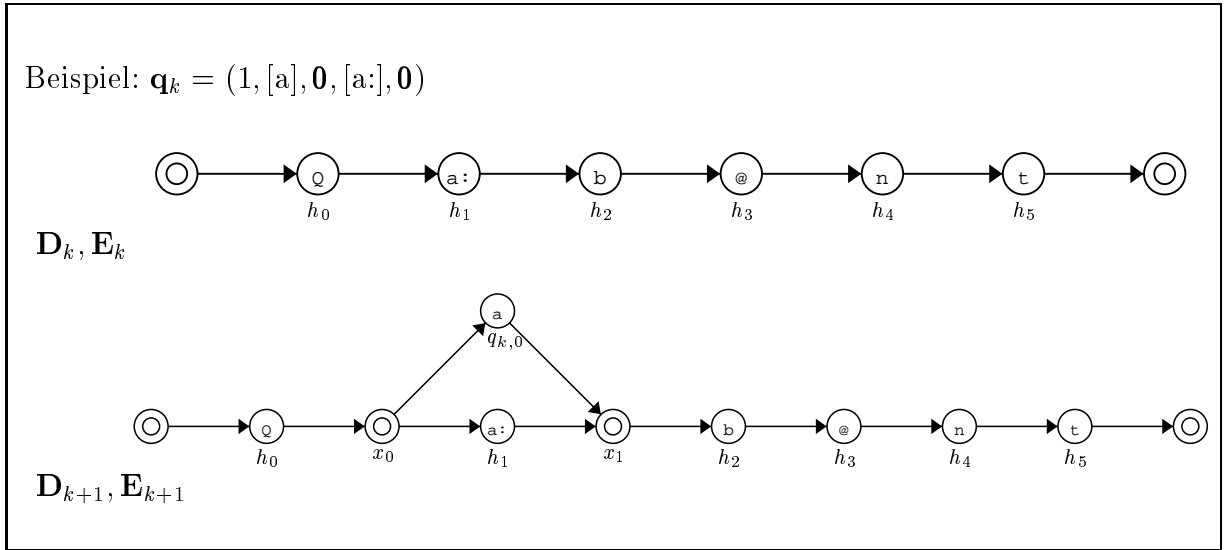 Beispiel: q_k = (1, [a], 0, [a:], 0)
Q a: b @ n t
h_0 h_1 h_2 h_3 h_4 h_5
D_k, E_k
a
q_{k,0}
Q a: b @ n t
h_0 x_0 h_1 x_1 h_2 h_3 h_4 h_5
D_{k+1}, E_{k+1}